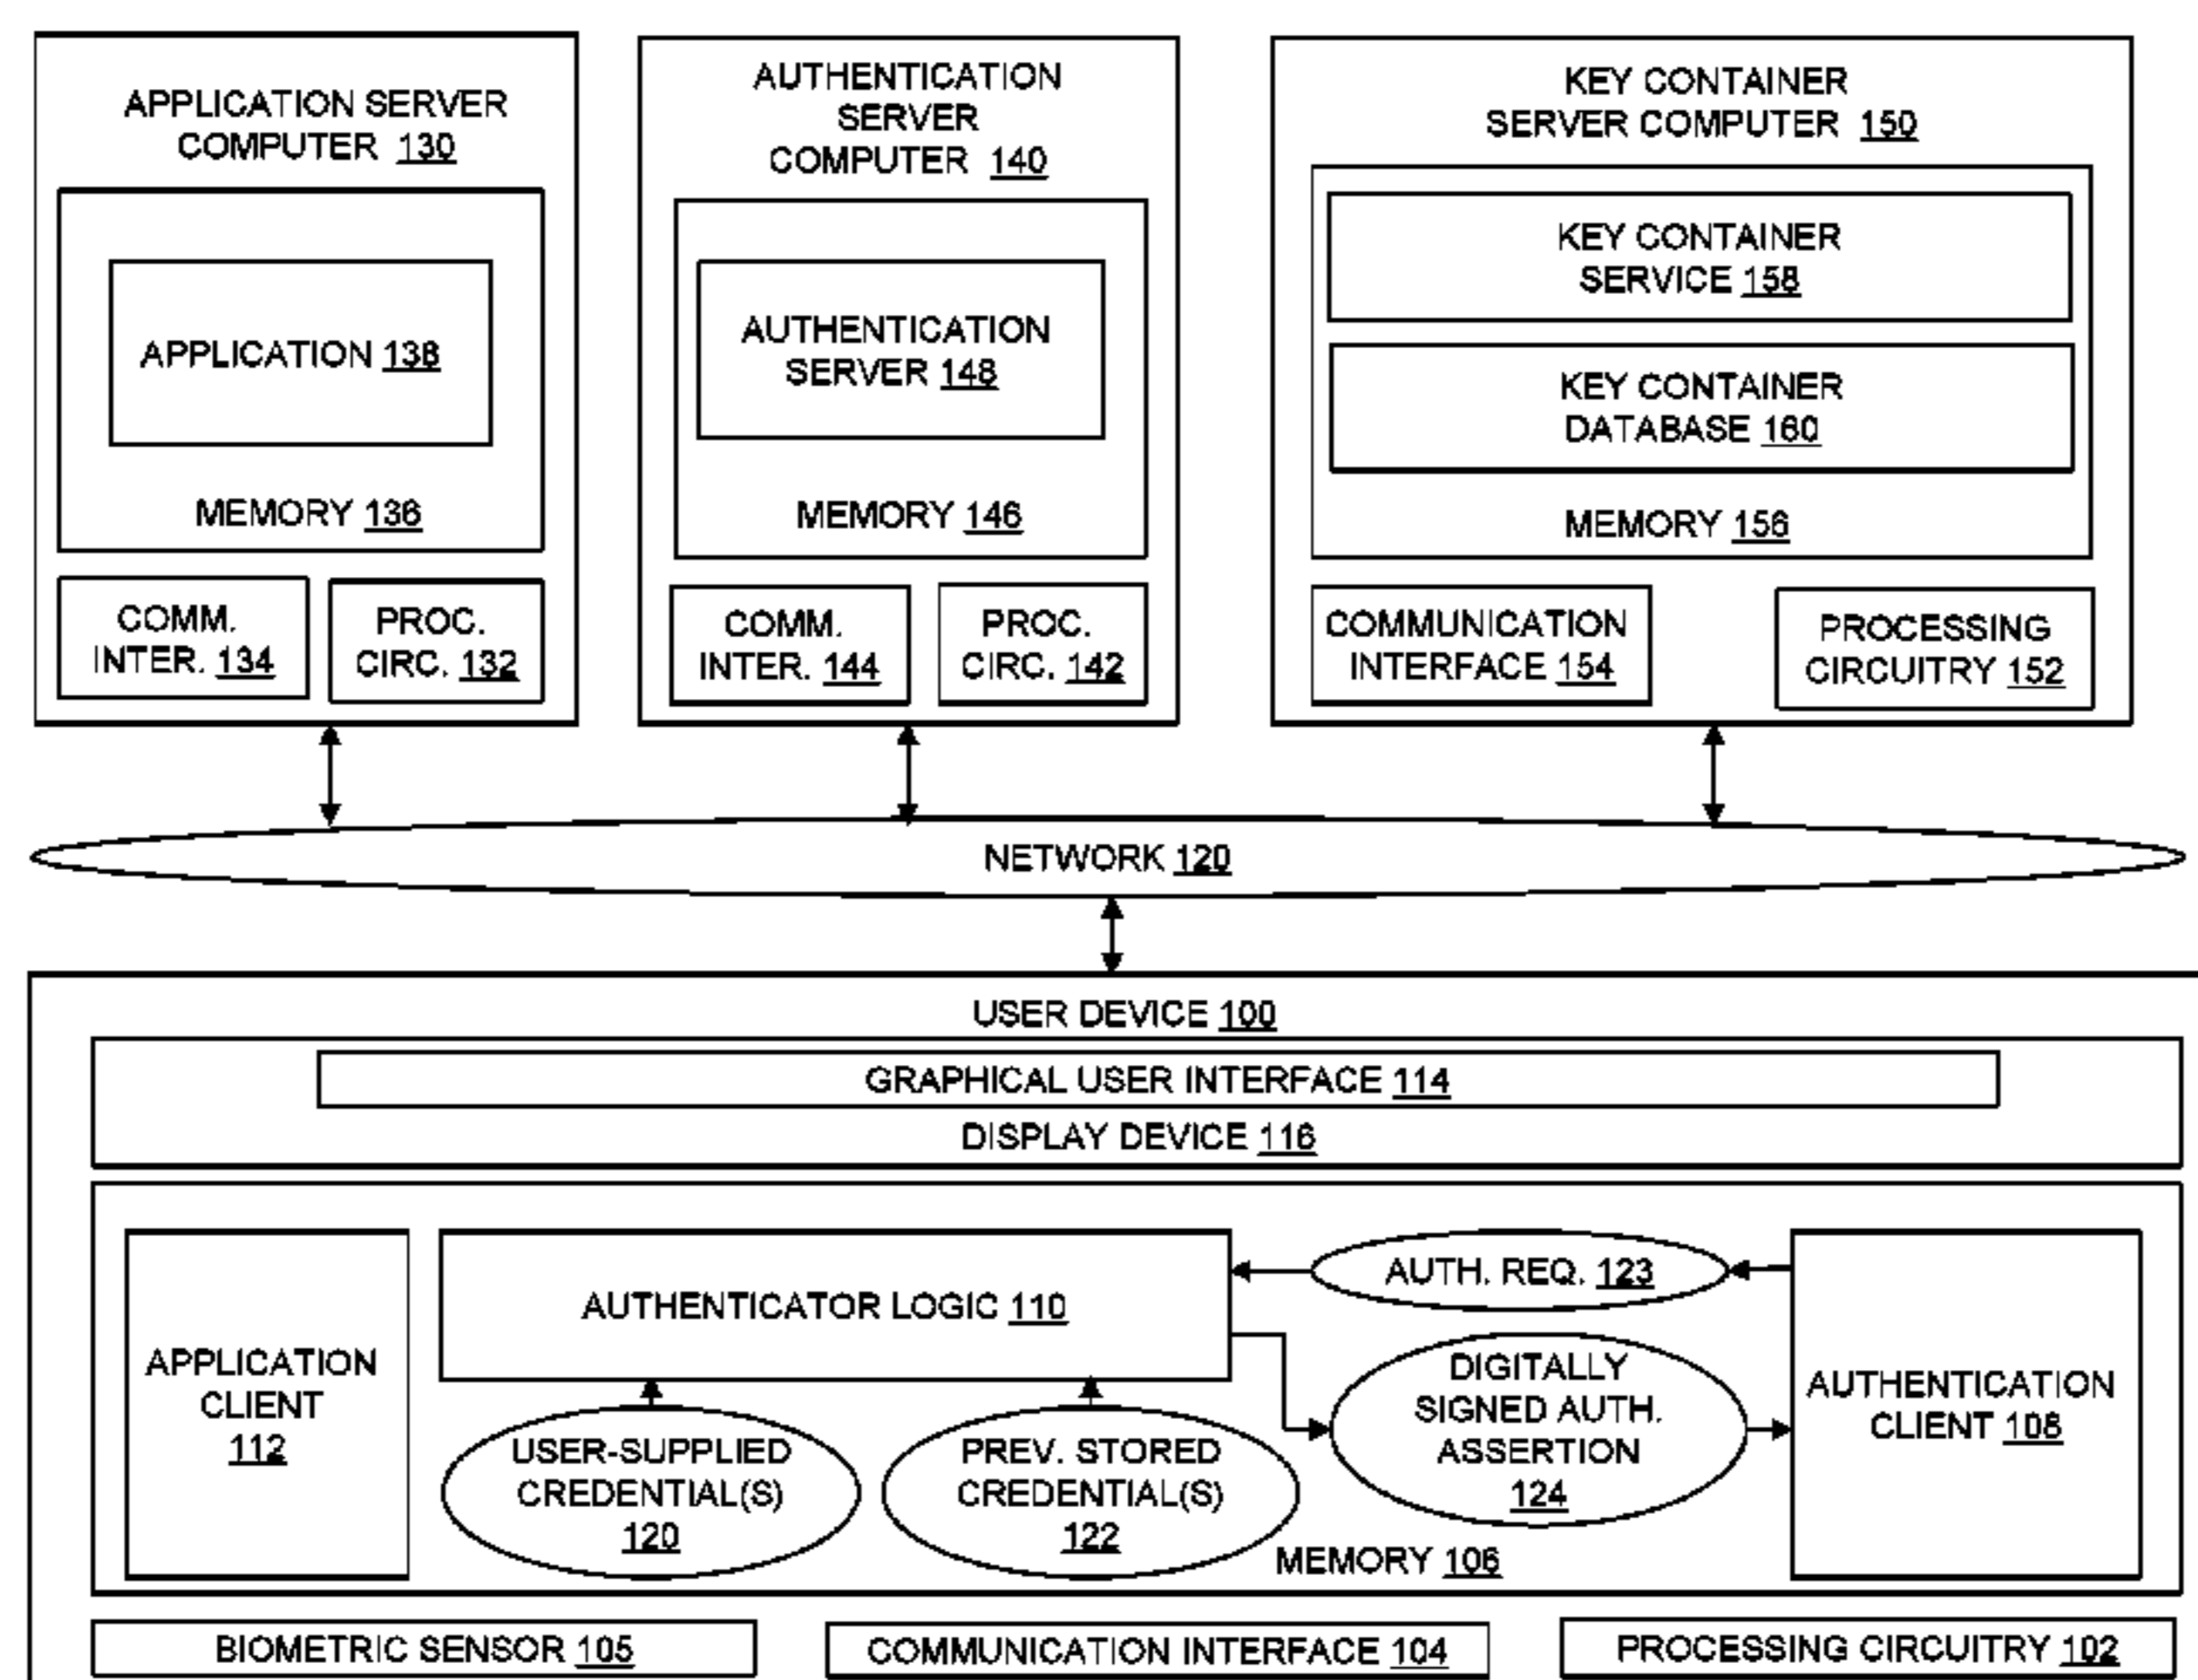 APPLICATION SERVER
COMPUTER 130
APPLICATION 138
MEMORY 136
COMM.
INTER. 134
PROC.
CIRC. 132
AUTHENTICATION
SERVER
COMPUTER 140
AUTHENTICATION
SERVER 148
MEMORY 146
COMM.
INTER. 144
PROC.
CIRC. 142
KEY CONTAINER
SERVER COMPUTER 150
KEY CONTAINER
SERVICE 158
KEY CONTAINER
DATABASE 160
MEMORY 156
COMMUNICATION
INTERFACE 154
PROCESSING
CIRCUITRY 152
NETWORK 120
USER DEVICE 100
GRAPHICAL USER INTERFACE 114
DISPLAY DEVICE 116
APPLICATION
CLIENT
112
AUTHENTICATOR LOGIC 110
USER-SUPPLIED
CREDENTIAL(S)
120
PREV. STORED
CREDENTIAL(S)
122
AUTH. REQ. 123
DIGITALLY
SIGNED AUTH.
ASSERTION
124
AUTHENTICATION
CLIENT 108
MEMORY 106
BIOMETRIC SENSOR 105
COMMUNICATION INTERFACE 104
PROCESSING CIRCUITRY 102